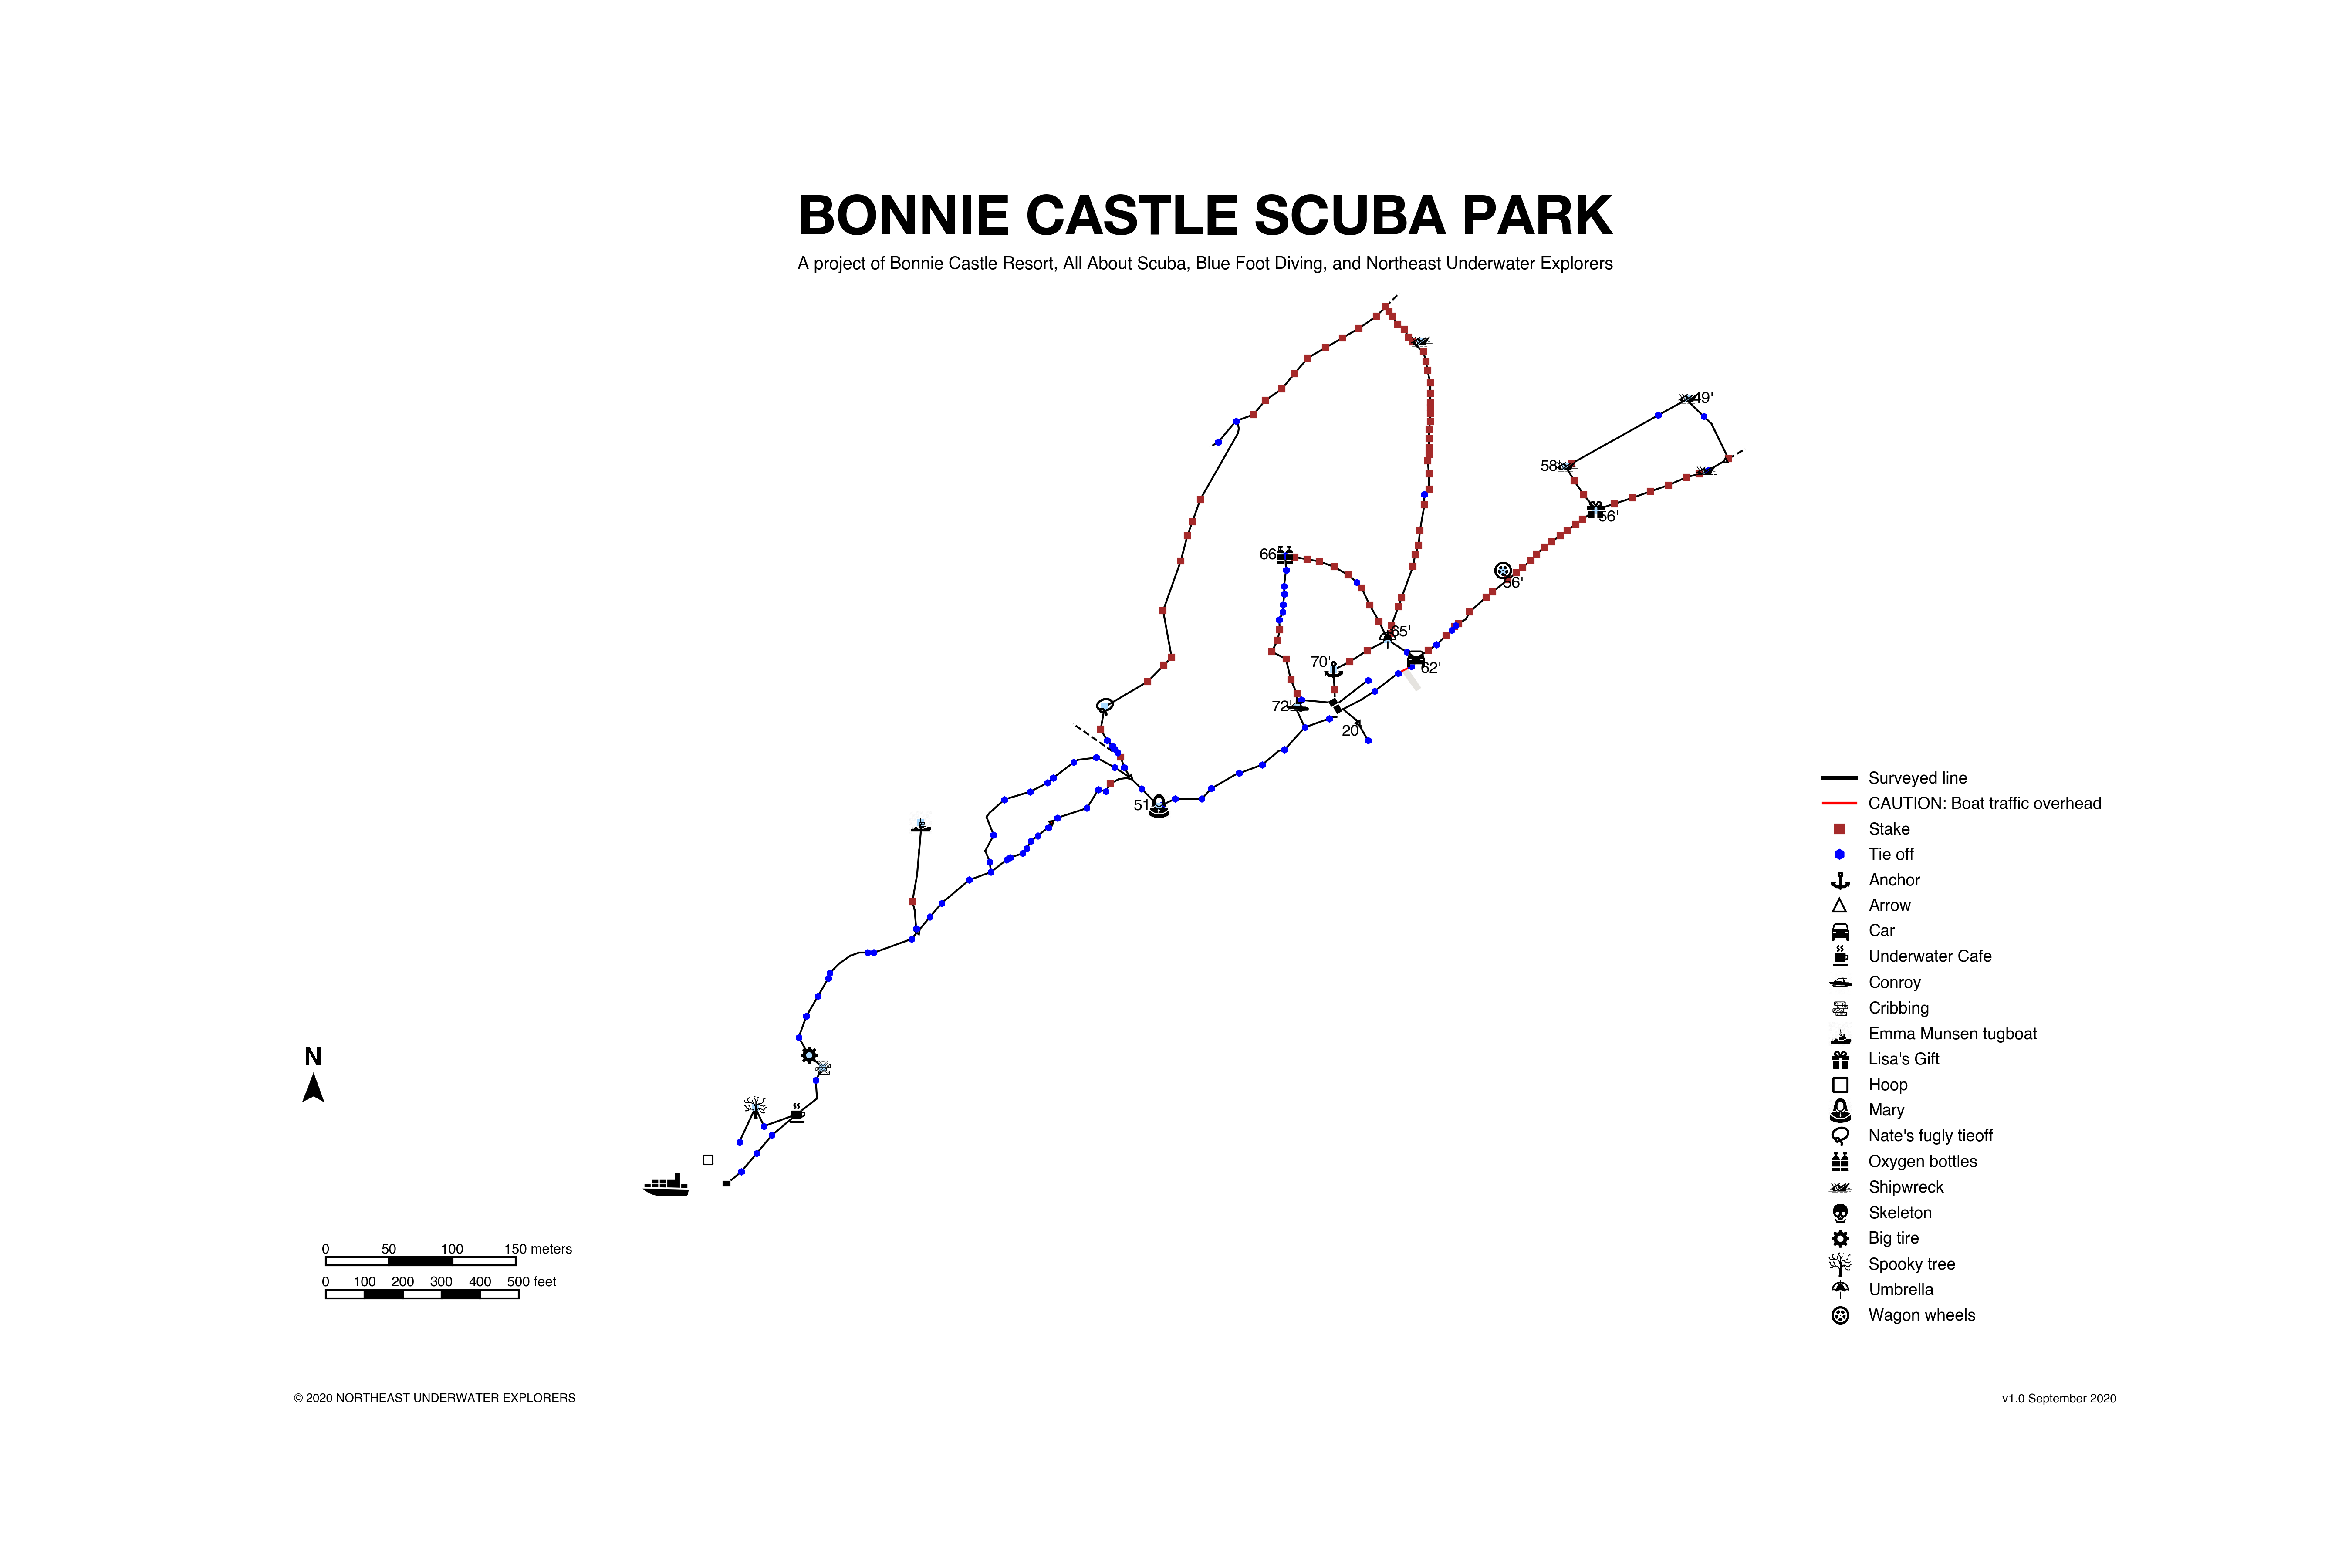 BONNIE CASTLE SCUBA PARK
A project of Bonnie Castle Resort, All About Scuba, Blue Foot Diving, and Northeast Underwater Explorers
49'
58'
56'
66'
56'
65'
70'
62'
72'
20'
51'
Surveyed line
CAUTION: Boat traffic overhead
Stake
Tie off
Anchor
Arrow
Car
Underwater Cafe
Conroy
Cribbing
Emma Munsen tugboat
Lisa's Gift
Hoop
Mary
Nate's fugly tieoff
Oxygen bottles
Shipwreck
Skeleton
Big tire
Spooky tree
Umbrella
Wagon wheels
N
0 50 100 150 meters
0 100 200 300 400 500 feet
© 2020 NORTHEAST UNDERWATER EXPLORERS
v1.0 September 2020